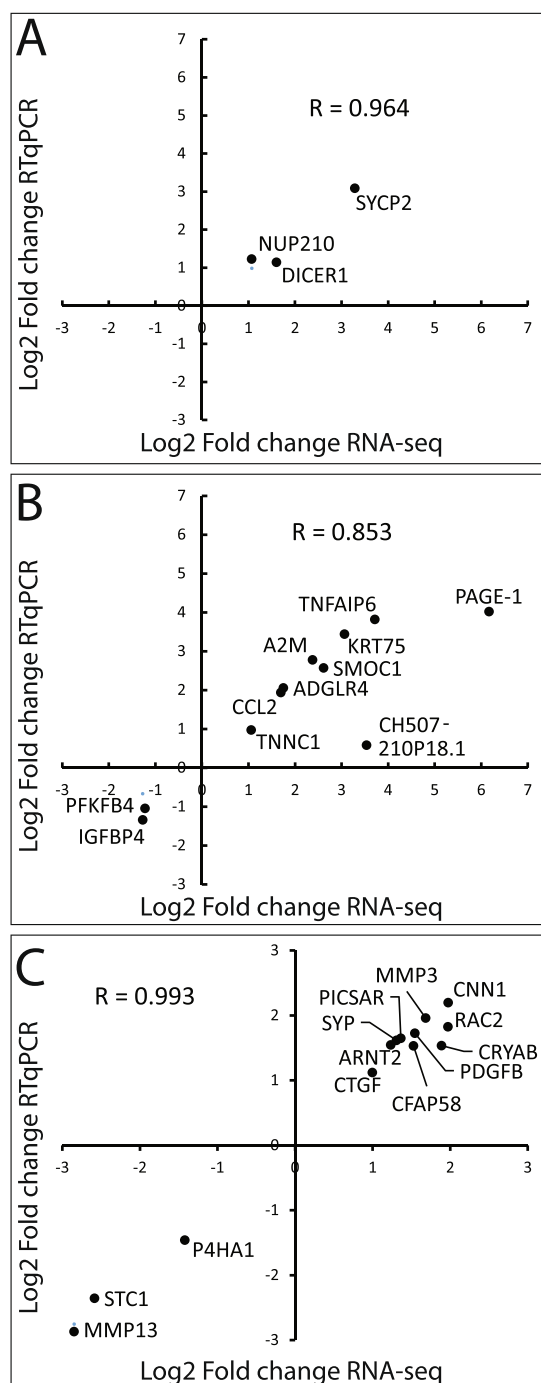 A
7
6
5
4
3
2
1
0
-1
-2
-3
-3 -2 -1 0 1 2 3 4 5 6 7
R = 0.964
SYCP2
NUP210
DICER1
Log2 Fold change RTqPCR
Log2 Fold change RNA-seq
B
7
6
5
4
3
2
1
0
-1
-2
-3
-3 -2 -1 0 1 2 3 4 5 6 7
R = 0.853
PAGE-1
TNFAIP6
KRT75
A2M
SMOC1
ADGLR4
CCL2
TNNC1
CH507-
210P18.1
PFKFB4
IGFBP4
Log2 Fold change RTqPCR
Log2 Fold change RNA-seq
C
3
2
1
0
-1
-2
-3
-3 -2 -1 0 1 2 3
R = 0.993
MMP3
CNN1
PICSAR
RAC2
SYP
ARNT2
CRYAB
PDGFB
CTGF
CFAP58
P4HA1
STC1
MMP13
Log2 Fold change RTqPCR
Log2 Fold change RNA-seq